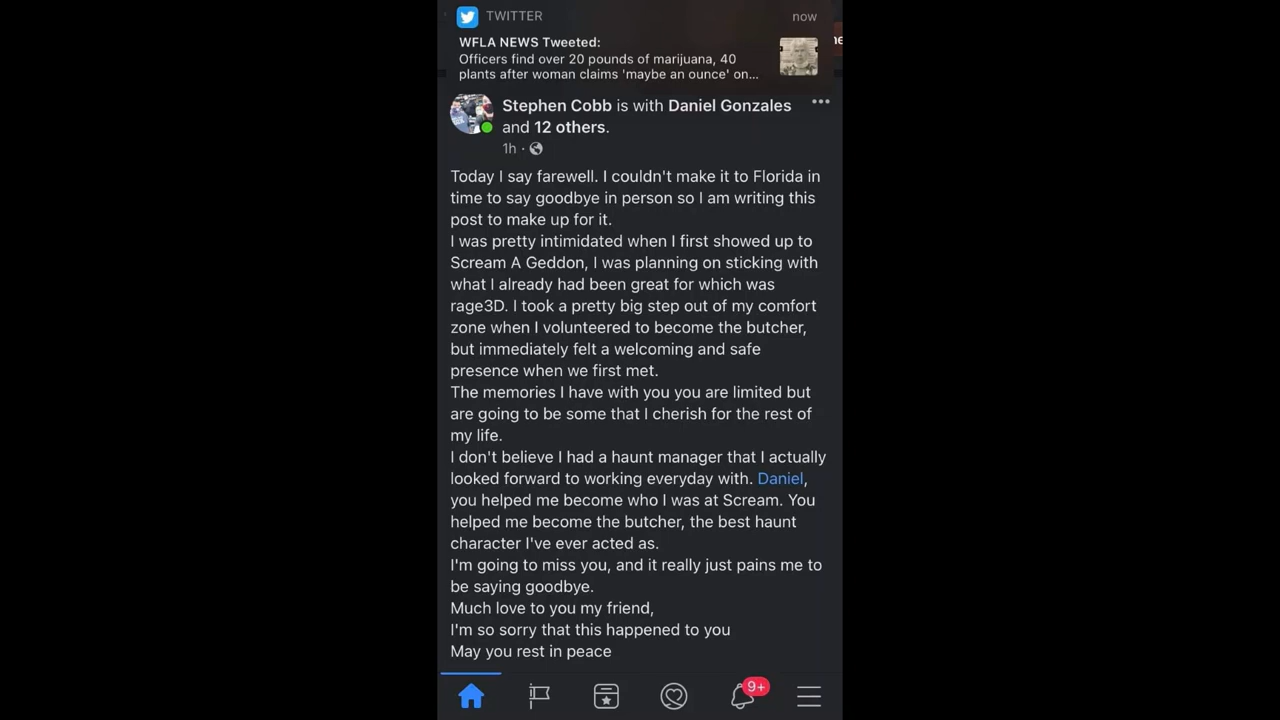 TWITTER
now
WFLA NEWS Tweeted:
Officers find over 20 pounds of marijuana, 40
plants after woman claims 'maybe an ounce' on...
Stephen Cobb is with Daniel Gonzales
and 12 others.
1h ·
Today I say farewell. I couldn't make it to Florida in
time to say goodbye in person so I am writing this
post to make up for it.
I was pretty intimidated when I first showed up to
Scream A Geddon, I was planning on sticking with
what I already had been great for which was
rage3D. I took a pretty big step out of my comfort
zone when I volunteered to become the butcher,
but immediately felt a welcoming and safe
presence when we first met.
The memories I have with you you are limited but
are going to be some that I cherish for the rest of
my life.
I don't believe I had a haunt manager that I actually
looked forward to working everyday with. Daniel,
you helped me become who I was at Scream. You
helped me become the butcher, the best haunt
character I've ever acted as.
I'm going to miss you, and it really just pains me to
be saying goodbye.
Much love to you my friend,
I'm so sorry that this happened to you
May you rest in peace
9+